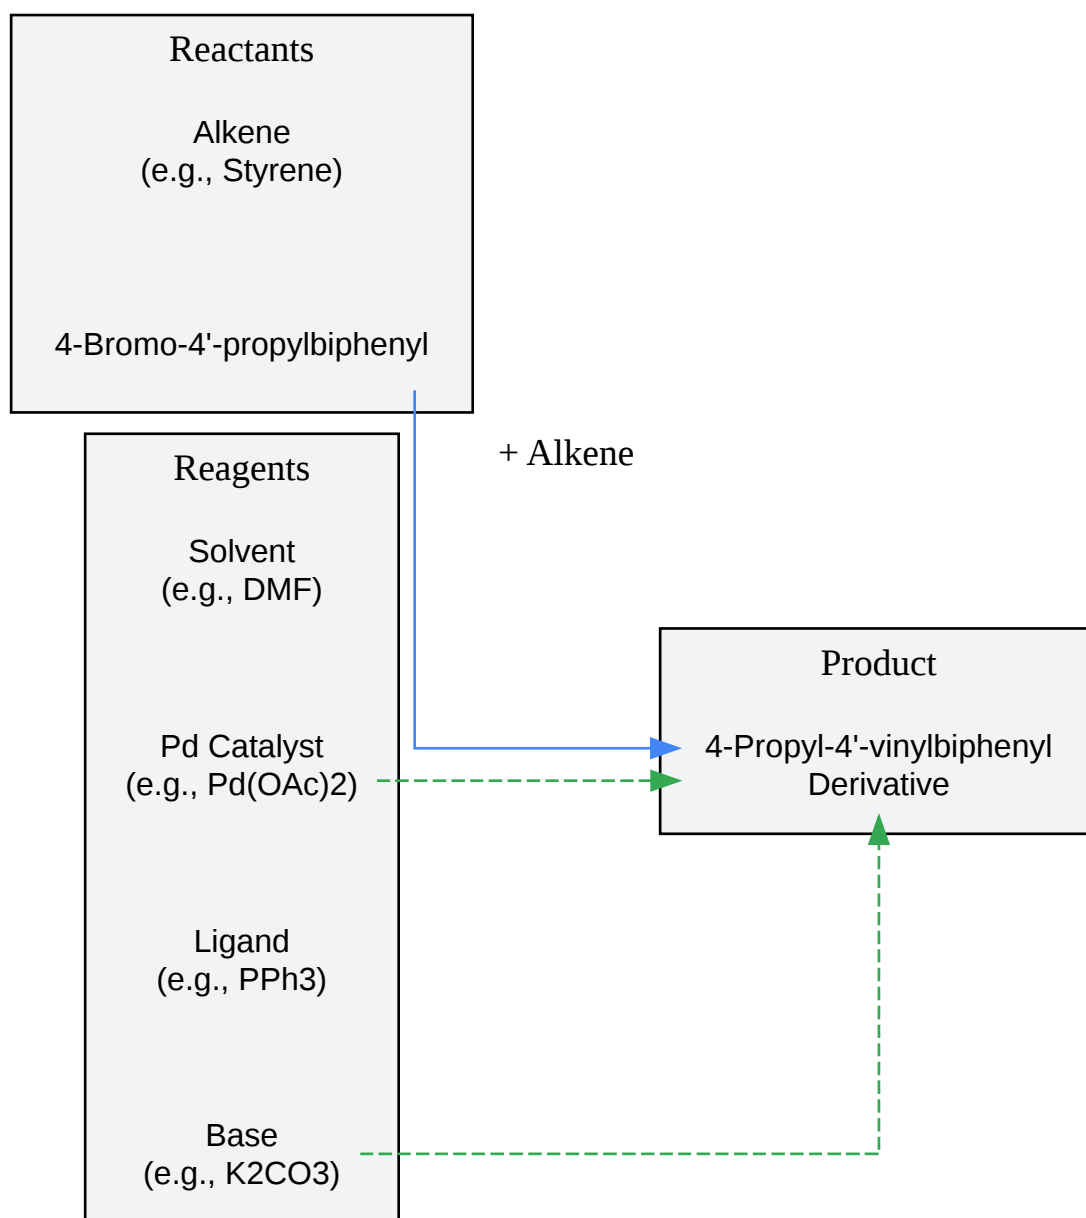 Reactants
Alkene
(e.g., Styrene)
4-Bromo-4'-propylbiphenyl
+ Alkene
Reagents
Solvent
(e.g., DMF)
Pd Catalyst
(e.g., Pd(OAc)2)
Ligand
(e.g., PPh3)
Base
(e.g., K2CO3)
Product
4-Propyl-4'-vinylbiphenyl
Derivative